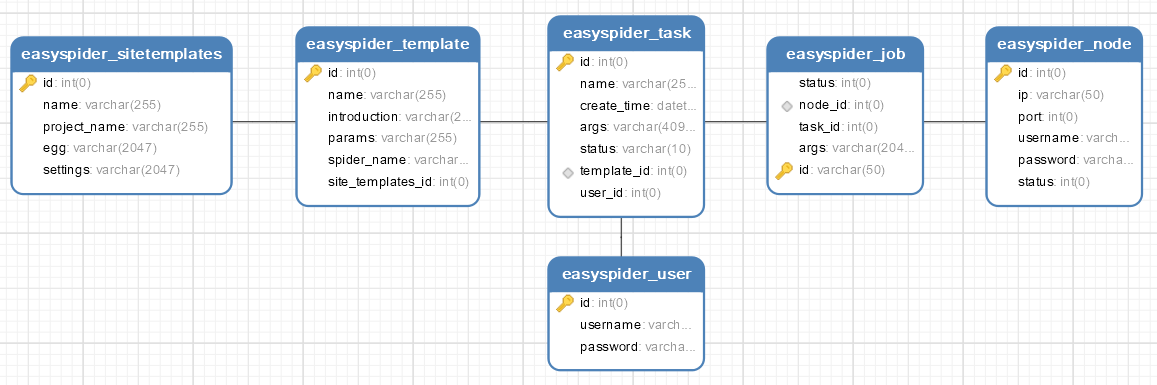 easyspider_sitetemplates
id: int(0)
name: varchar(255)
project_name: varchar(255)
egg: varchar(2047)
settings: varchar(2047)
easyspider_template
id: int(0)
name: varchar(255)
introduction: varchar(2...
params: varchar(255)
spider_name: varchar...
site_templates_id: int(0)
easyspider_task
id: int(0)
name: varchar(25...
create_time: datet...
args: varchar(409...
status: varchar(10)
template_id: int(0)
user_id: int(0)
easyspider_job
status: int(0)
node_id: int(0)
task_id: int(0)
args: varchar(204...
id: varchar(50)
easyspider_node
id: int(0)
ip: varchar(50)
port: int(0)
username: varch...
password: varcha...
status: int(0)
easyspider_user
id: int(0)
username: varch...
password: varcha...